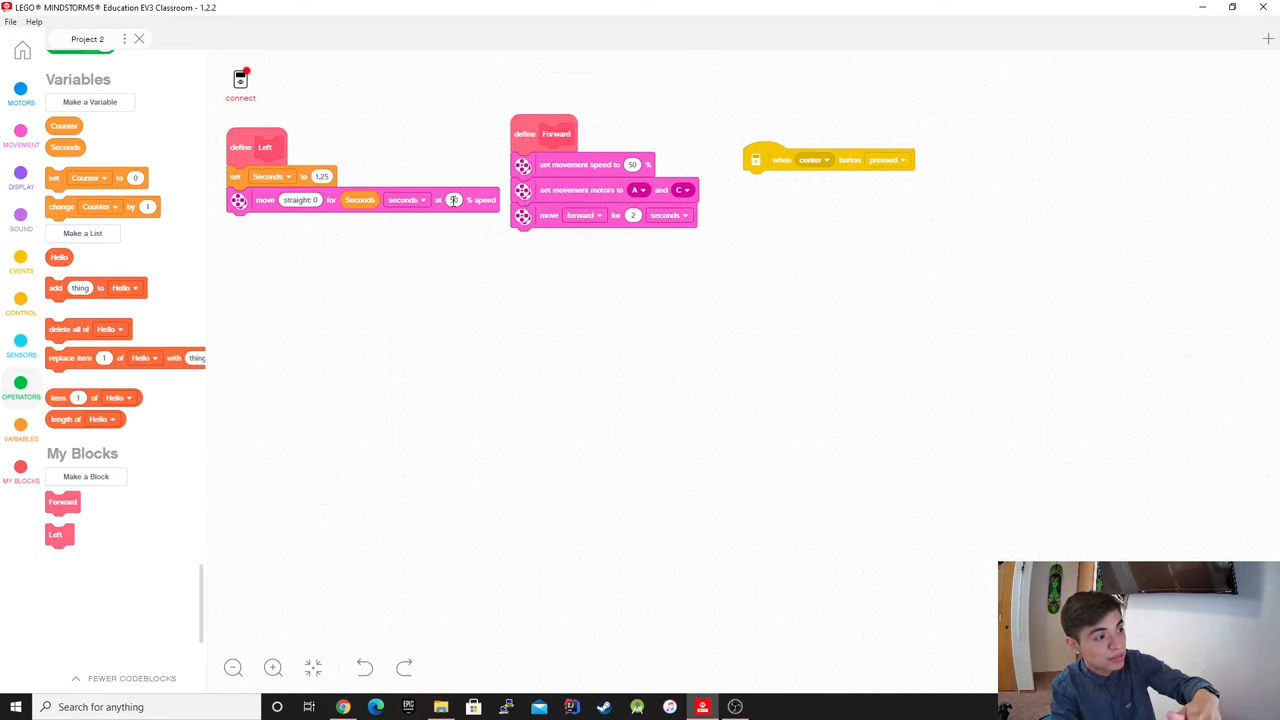 LEGO® MINDSTORMS® Education EV3 Classroom - 1.2.2
File Help
Project 2
connect
MOTORS
MOVEMENT
DISPLAY
SOUND
EVENTS
CONTROL
SENSORS
OPERATORS
VARIABLES
MY BLOCKS
Variables
Make a Variable
Counter
Seconds
set Counter to 0
change Counter by 1
Make a List
Hello
add thing to Hello
delete all of Hello
replace item 1 of Hello with thing
item 1 of Hello
length of Hello
My Blocks
Make a Block
Forward
Left
FEWER CODEBLOCKS
define Left
set Seconds to 1.25
move straight: 0 for Seconds seconds at 50 % speed
define Forward
set movement speed to 50 %
set movement motors to A and C
move forward for 2 seconds
when center button pressed
Search for anything